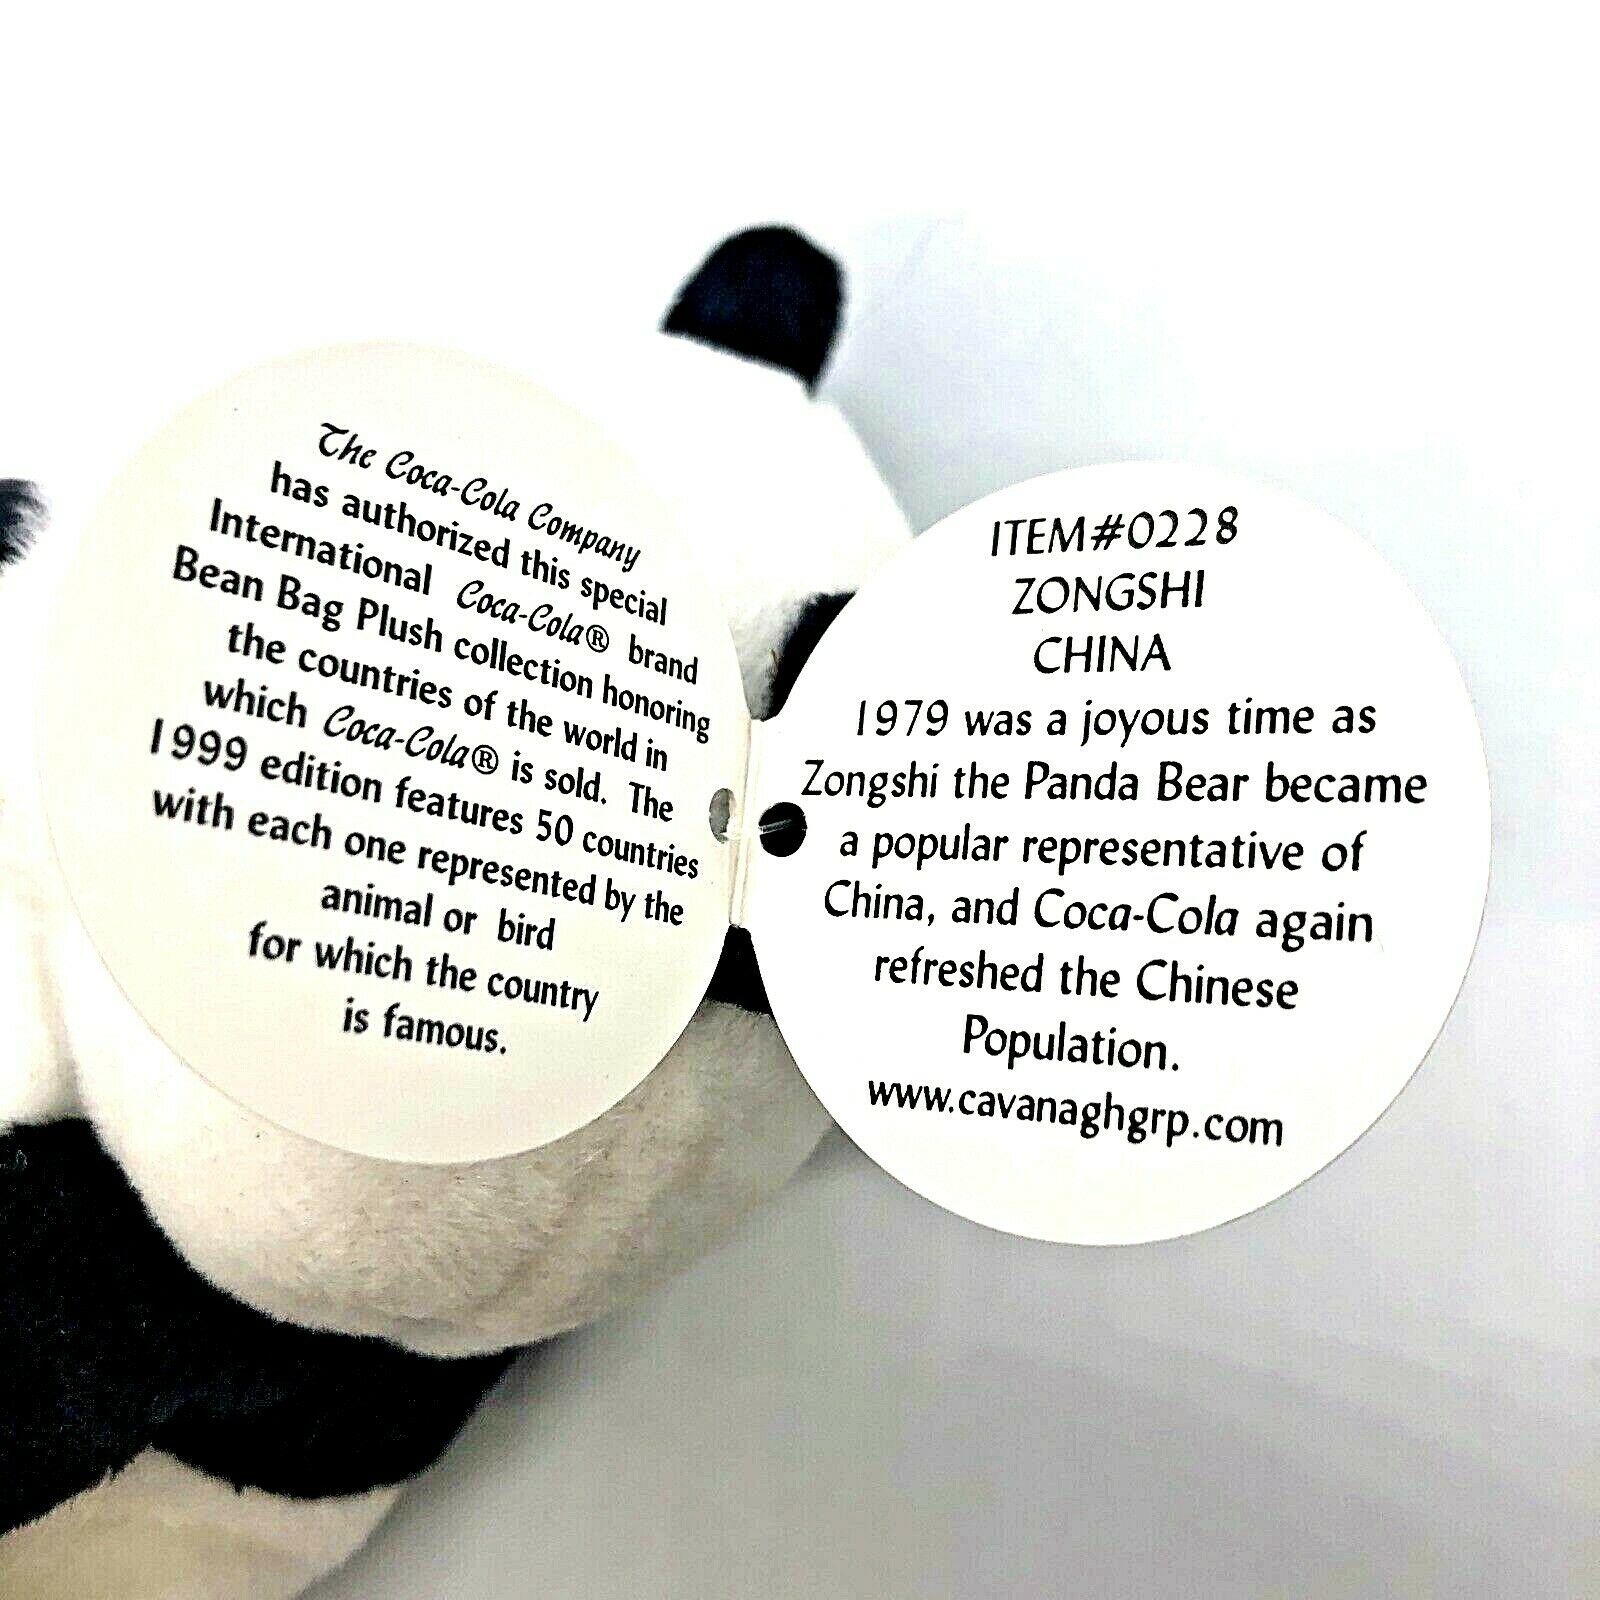 The Coca-Cola Company
has authorized this special
International Coca-Cola® brand
Bean Bag Plush collection honoring
the countries of the world in
which Coca-Cola® is sold. The
1999 edition features 50 countries
with each one represented by the
animal or bird
for which the country
is famous.
ITEM#0228
ZONGSHI
CHINA
1979 was a joyous time as
Zongshi the Panda Bear became
a popular representative of
China, and Coca-Cola again
refreshed the Chinese
Population.
www.cavanaghgrp.com